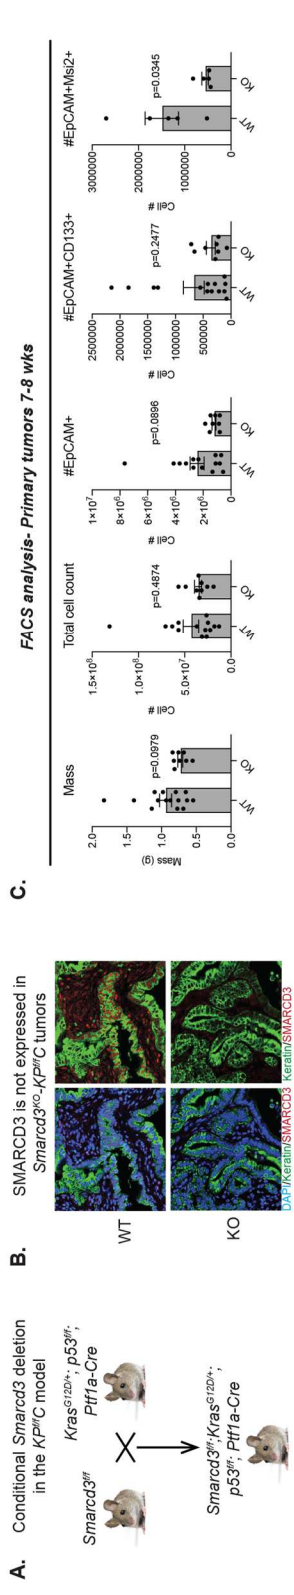 A.
Conditional Smarcd3 deletion
in the KPf/fC model
Smarcd3f/f
KrasG12D/+; p53f/f;
Ptf1a-Cre
Smarcd3f/f;KrasG12D/+;
p53f/f; Ptf1a-Cre
B.
SMARCD3 is not expressed in
Smarcd3KO-KPf/fC tumors
WT
KO
DAPI/Keratin/SMARCD3
Keratin/SMARCD3
C.
FACS analysis- Primary tumors 7-8 wks
Mass
Mass (g)
2.0
1.5
1.0
0.5
0.0
p=0.0979
WT
KO
Total cell count
Cell #
1.5×10⁸
1.0×10⁸
5.0×10⁷
0.0
p=0.4874
WT
KO
#EpCAM+
Cell #
1×10⁷
8×10⁶
6×10⁶
4×10⁶
2×10⁶
0
p=0.0896
WT
KO
#EpCAM+CD133+
Cell #
2500000
2000000
1500000
1000000
500000
0
p=0.2477
WT
KO
#EpCAM+Msi2+
Cell #
3000000
2000000
1000000
0
p=0.0345
WT
KO